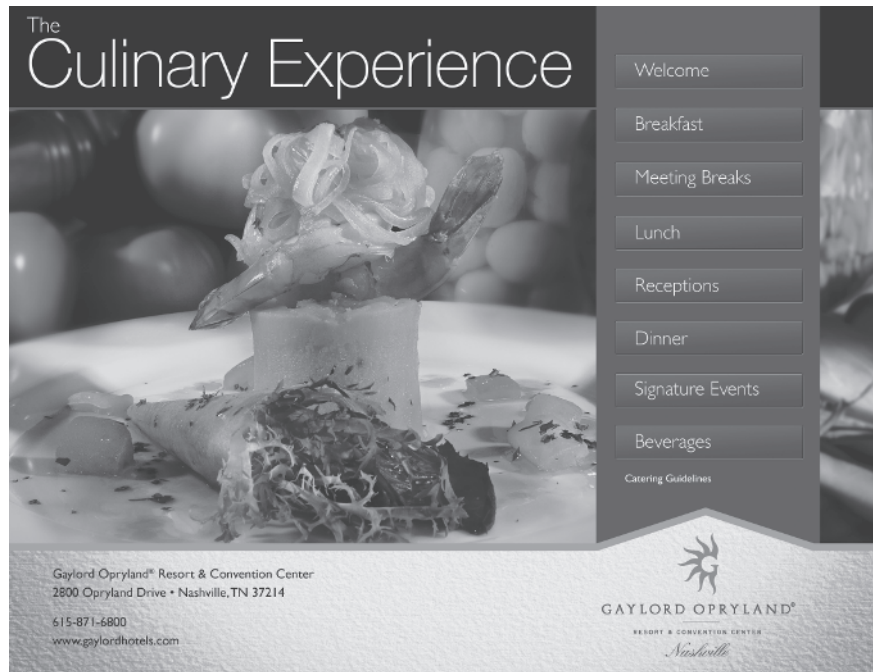 The
Culinary Experience
Welcome
Breakfast
Meeting Breaks
Lunch
Receptions
Dinner
Signature Events
Beverages
Catering Guidelines
Gaylord Opryland® Resort & Convention Center
2800 Opryland Drive • Nashville, TN 37214
615-871-6800
www.gaylordhotels.com
G
GAYLORD OPRYLAND®
RESORT & CONVENTION CENTER
Nashville